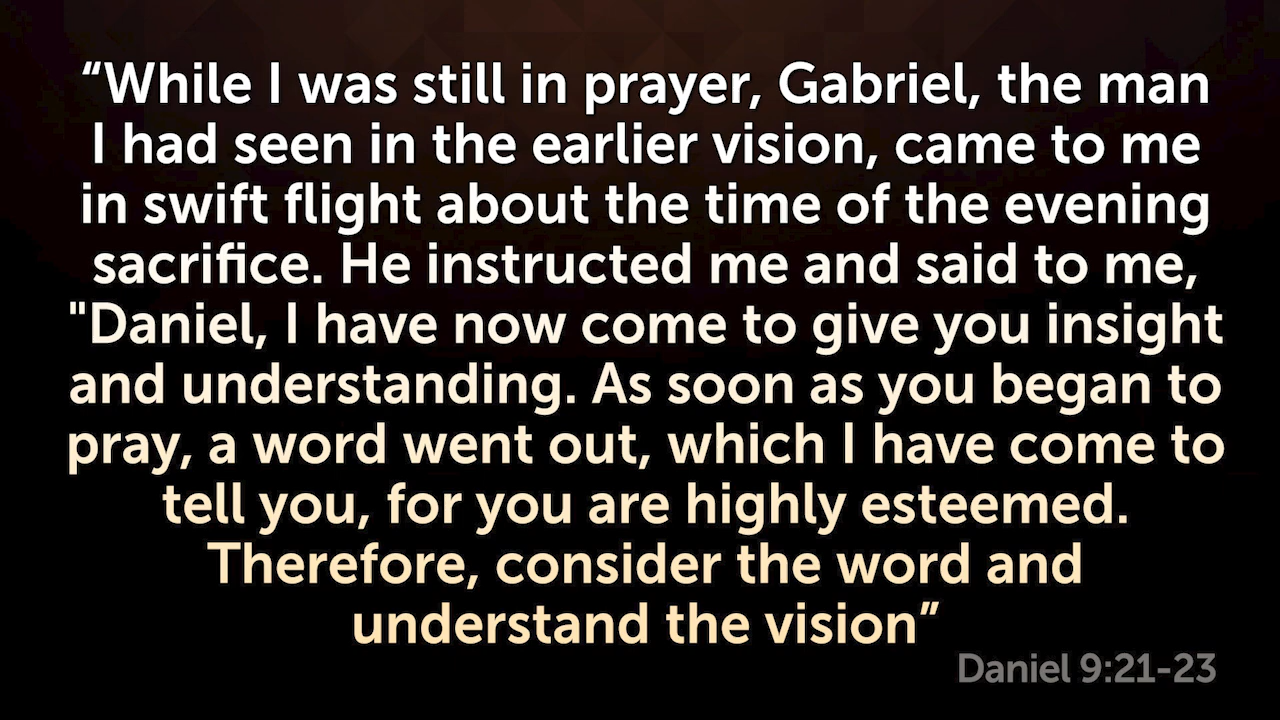 “While I was still in prayer, Gabriel, the man
I had seen in the earlier vision, came to me
in swift flight about the time of the evening
sacrifice. He instructed me and said to me,
"Daniel, I have now come to give you insight
and understanding. As soon as you began to
pray, a word went out, which I have come to
tell you, for you are highly esteemed.
Therefore, consider the word and
understand the vision”
Daniel 9:21-23